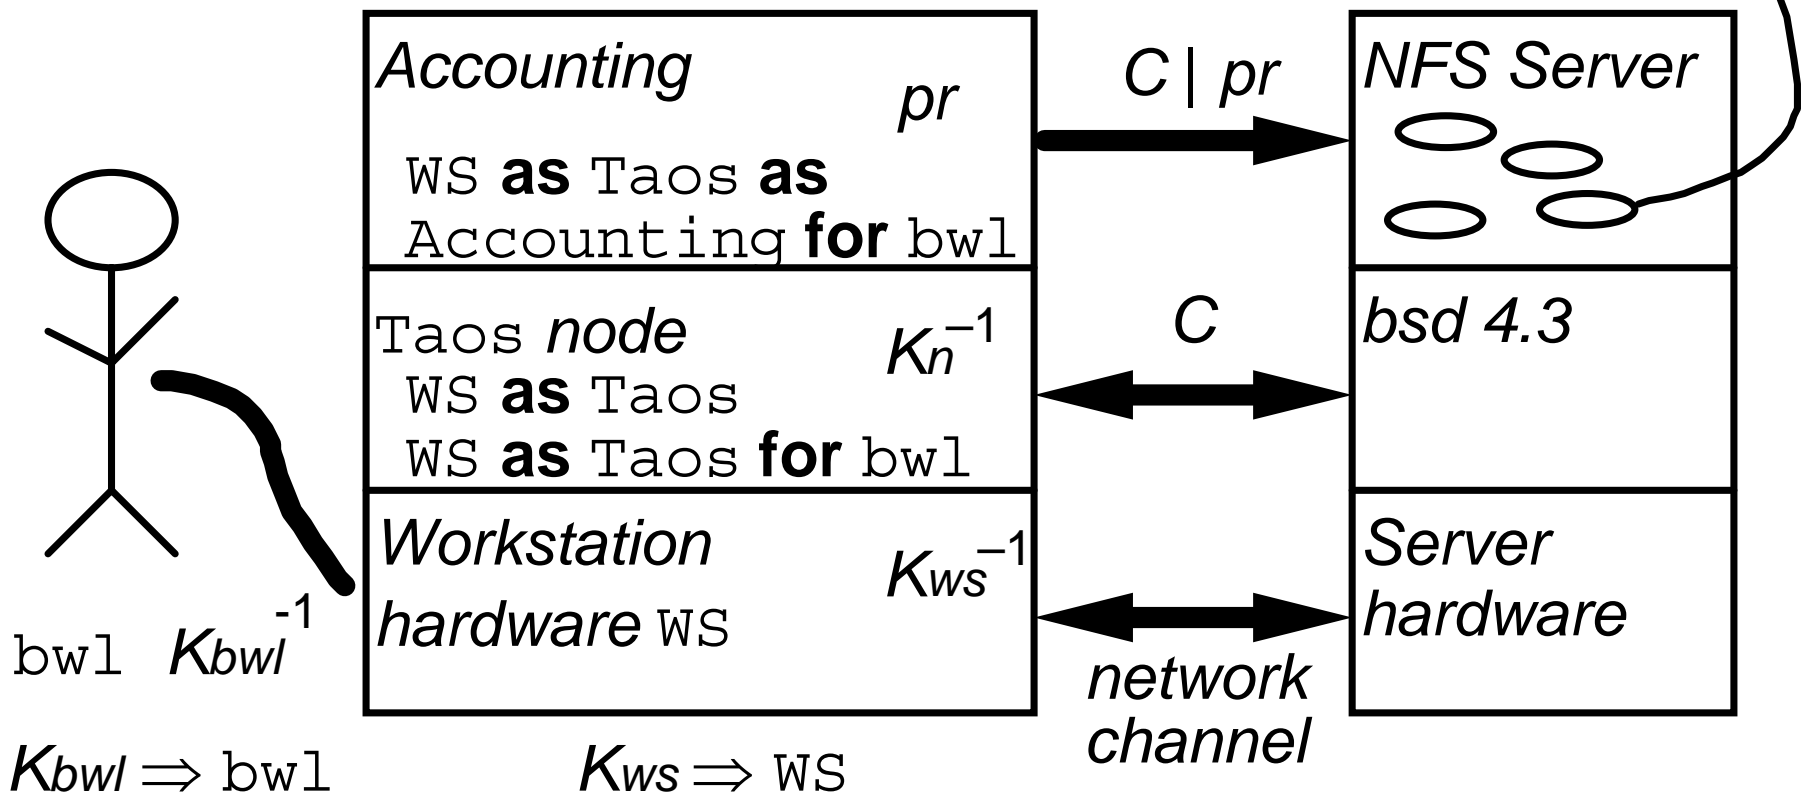 Accounting
pr
WS as Taos as
Accounting for bwl
C | pr
NFS Server
Taos node
Kn–1
WS as Taos
WS as Taos for bwl
C
bsd 4.3
Workstation
hardware WS
Kws–1
network
channel
Server
hardware
bwl Kbwl-1
Kbwl ⇒ bwl
Kws ⇒ WS